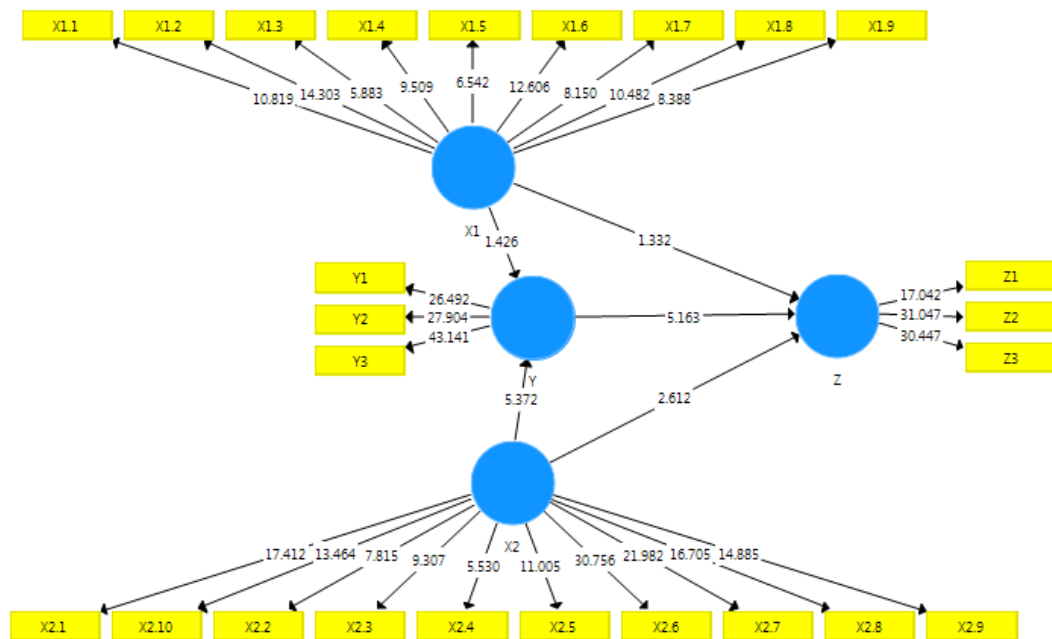 X1.1 X1.2 X1.3 X1.4 X1.5 X1.6 X1.7 X1.8 X1.9
10.819 14.303 5.883 9.509 6.542 12.606 8.150 10.482 8.388
X1
1.426 1.332
Y1 26.492
Y2 27.904
Y3 43.141
Y
5.163
Z
17.042 Z1
31.047 Z2
30.447 Z3
5.372 2.612
X2
17.412 13.464 7.815 9.307 5.530 11.005 30.756 21.982 16.705 14.885
X2.1 X2.10 X2.2 X2.3 X2.4 X2.5 X2.6 X2.7 X2.8 X2.9